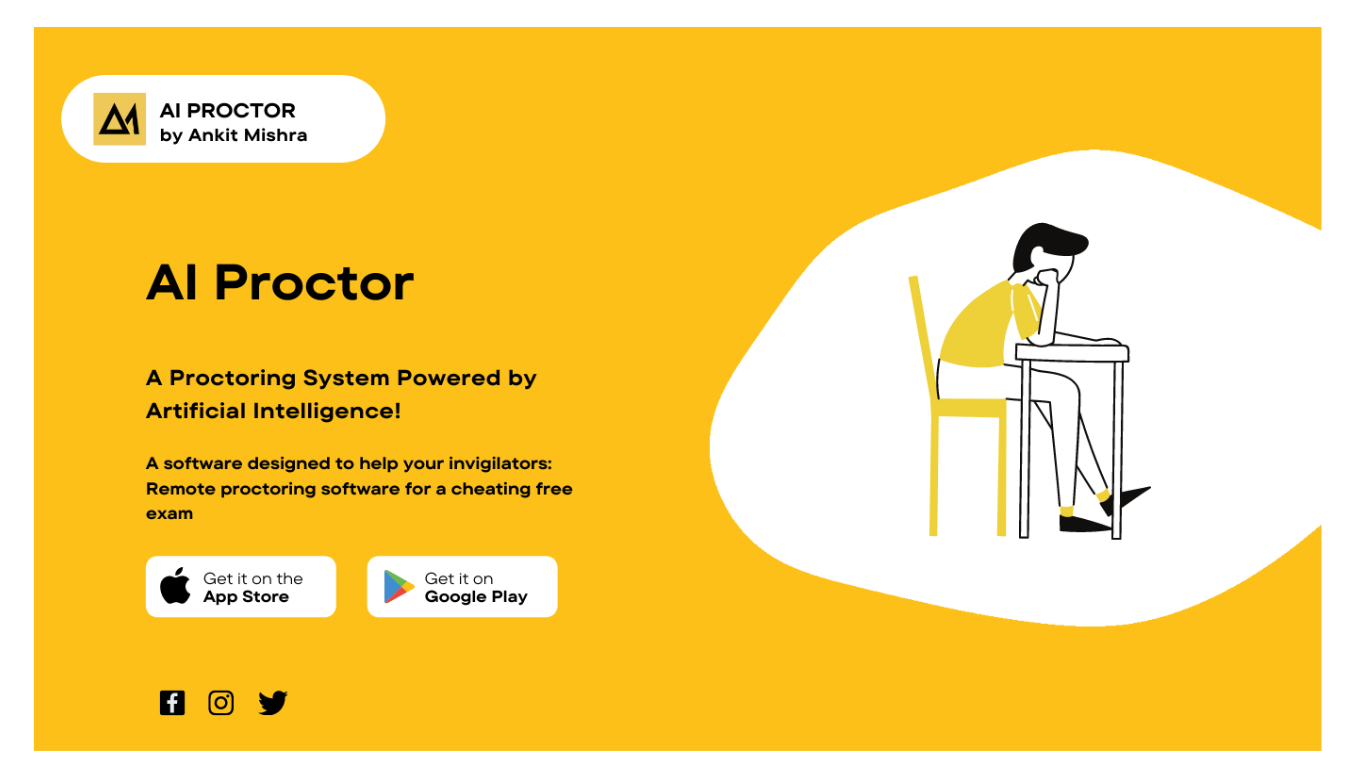 AI PROCTOR
by Ankit Mishra
AI Proctor
A Proctoring System Powered by
Artificial Intelligence!
A software designed to help your invigilators:
Remote proctoring software for a cheating free
exam
Get it on the
App Store
Get it on
Google Play